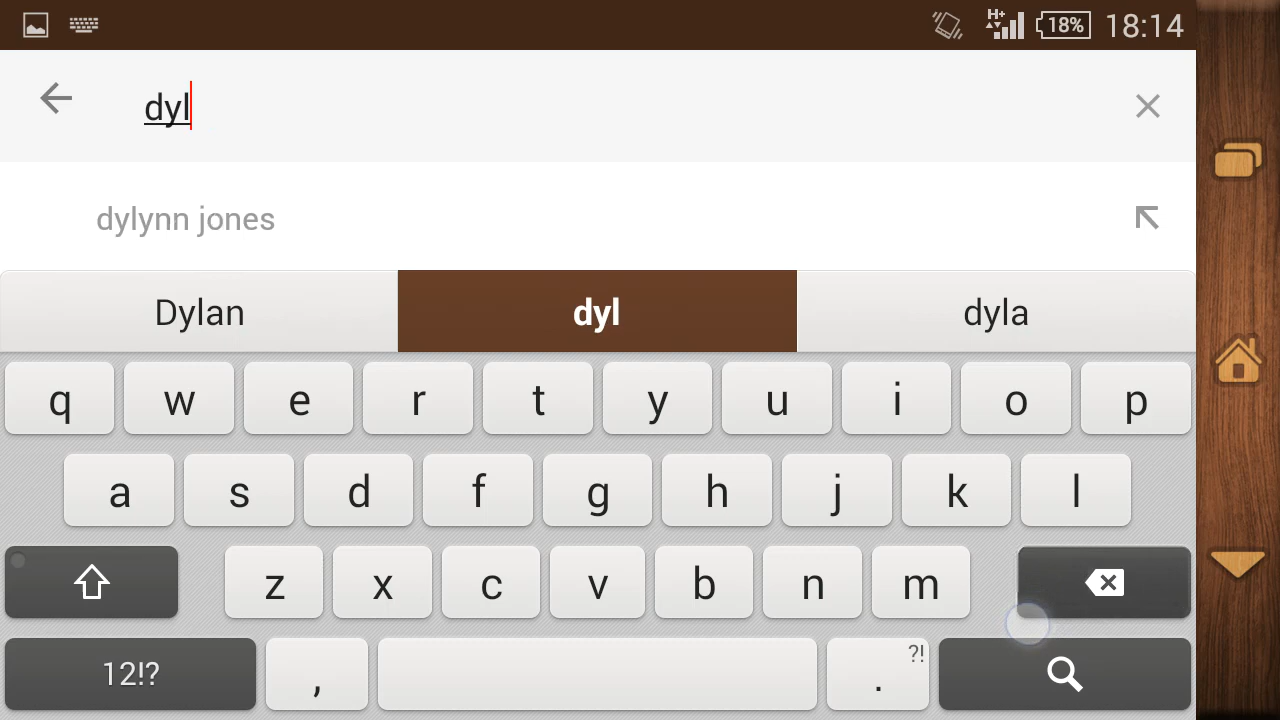 H+ 18% 18:14
dyl
dylynn jones
Dylan dyl dyla
q w e r t y u i o p
a s d f g h j k l
z x c v b n m
12!? , . ?!